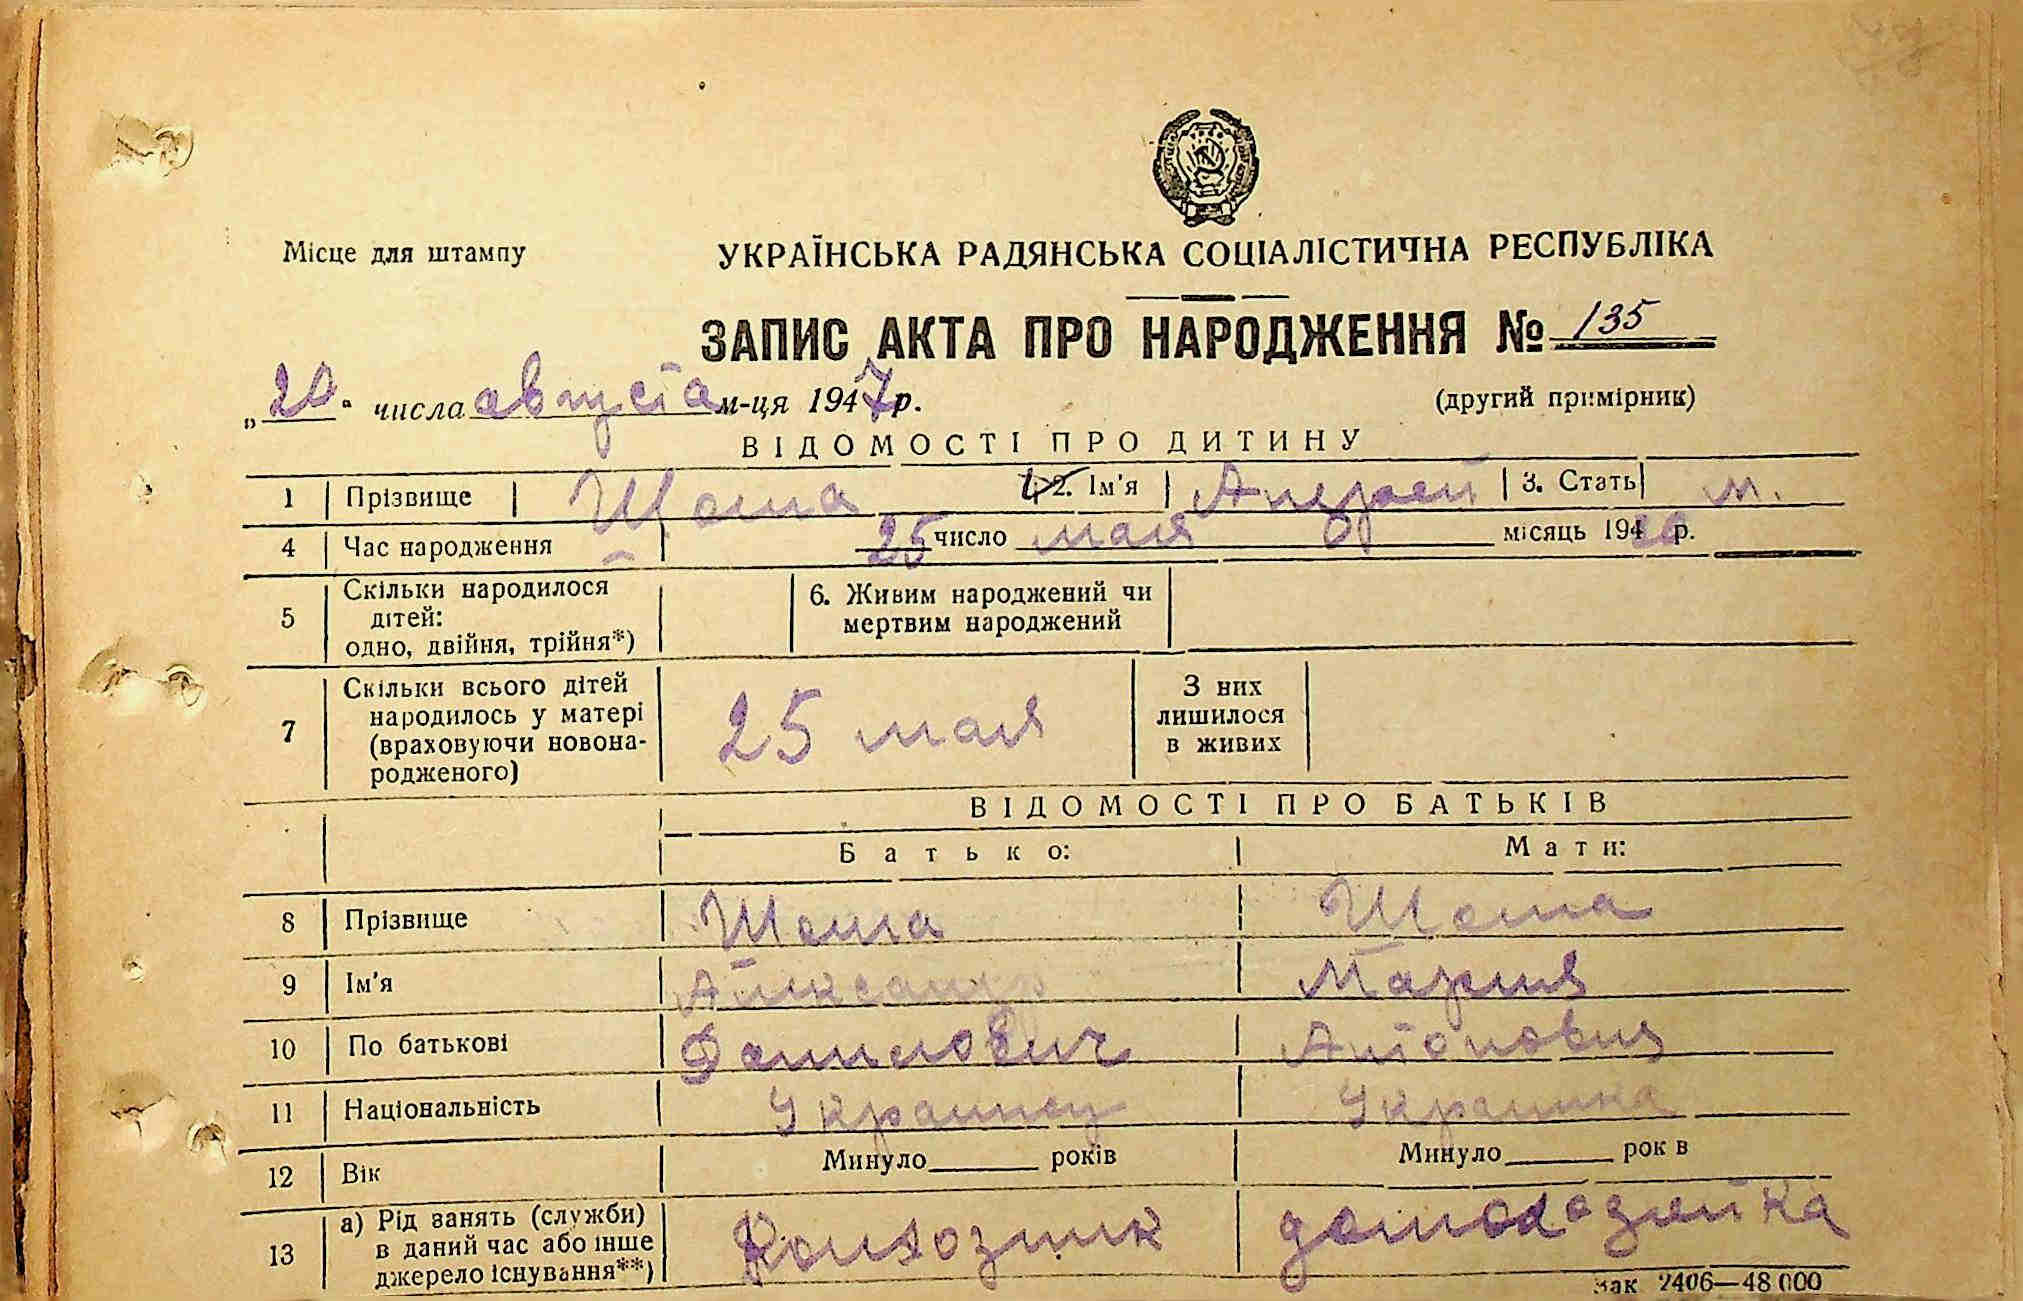 Місце для штампу
УКРАЇНСЬКА РАДЯНСЬКА СОЦІАЛІСТИЧНА РЕСПУБЛІКА
ЗАПИС АКТА ПРО НАРОДЖЕННЯ № 135
„20“ числа августа м-ця 1947 р.
(другий примірник)
ВІДОМОСТІ ПРО ДИТИНУ
1 Прізвище 2. Ім'я Андрей 3. Стать м.
4 Час народження 25 число мая місяць 194 р.
5 Скільки народилося дітей: одно, двійня, трійня*)
6. Живим народжений чи мертвим народжений
7 Скільки всього дітей народилось у матері (враховуючи новонародженого) 25 мая
З них лишилося в живих
ВІДОМОСТІ ПРО БАТЬКІВ
Батько: Мати:
8 Прізвище
9 Ім'я Александр Мария
10 По батькові Данилович Антоновна
11 Національність Украинец Украинка
12 Вік Минуло років Минуло рок в
13 а) Рід занять (служби) в даний час або інше джерело існування**) Колхозник домохазяйка
Зак 2406—48 000